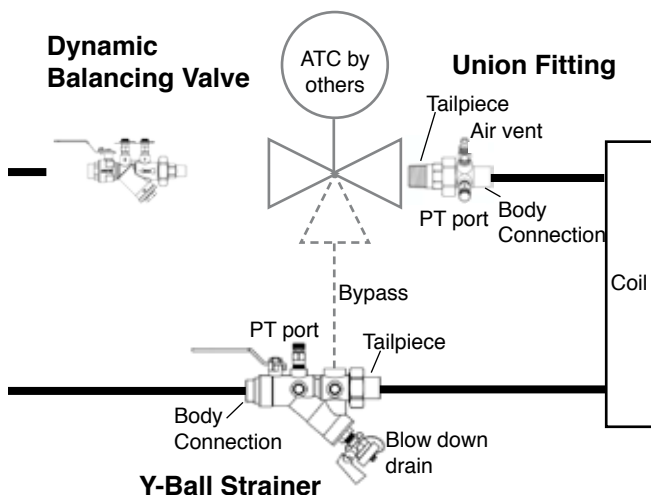 Dynamic
Balancing Valve
ATC by
others
Union Fitting
Tailpiece
Air vent
PT port
Body
Connection
Coil
Bypass
PT port
Tailpiece
Body
Connection
Blow down
drain
Y-Ball Strainer